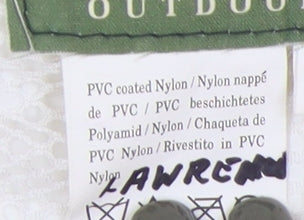 OUTDOO
PVC coated Nylon / Nylon nappé
de PVC / PVC beschichtetes
Polyamid / Nylon / Chaqueta de
PVC Nylon / Rivestito in PVC
Nylon
LAWRENCE